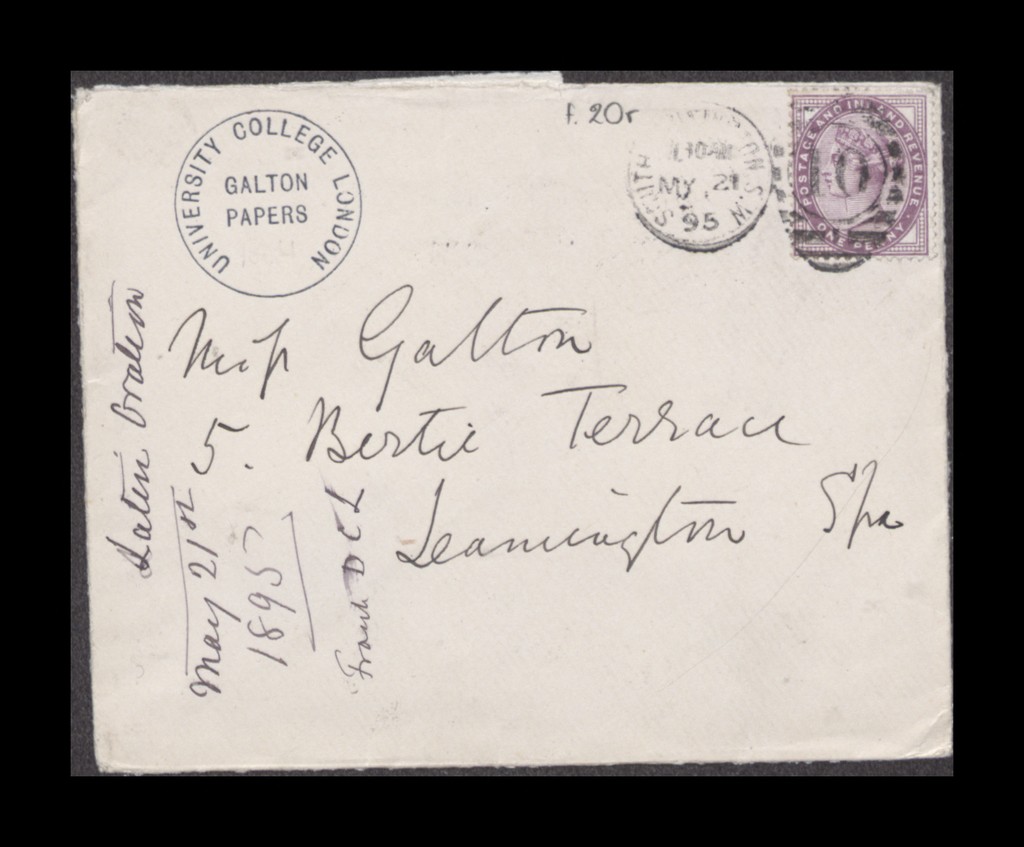 UNIVERSITY COLLEGE LONDON
GALTON
PAPERS
f. 20r
S.W.
MY 21
95
POSTAGE AND INLAND REVENUE
ONE PENNY
Miss Galton
5. Bertie Terrace
Leamington Spa
Latin Oration
May 21st
1895
Frank D C L